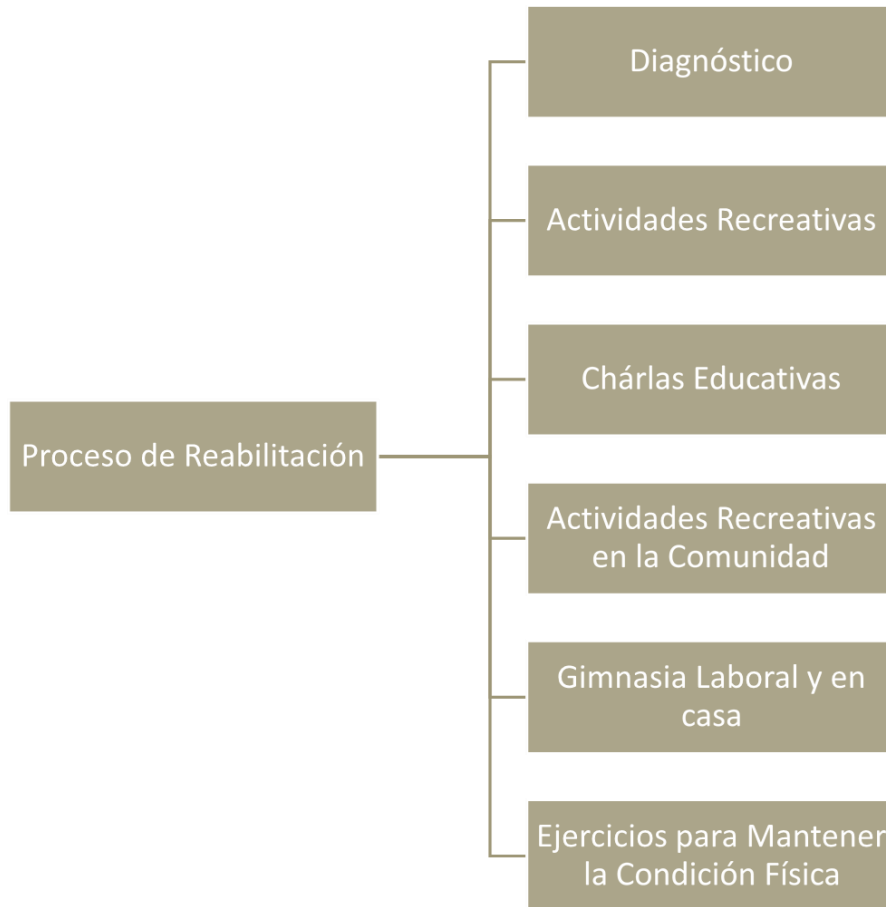 Diagnóstico
Actividades Recreativas
Chárlas Educativas
Proceso de Reabilitación
Actividades Recreativas
en la Comunidad
Gimnasia Laboral y en
casa
Ejercicios para Mantener
la Condición Física